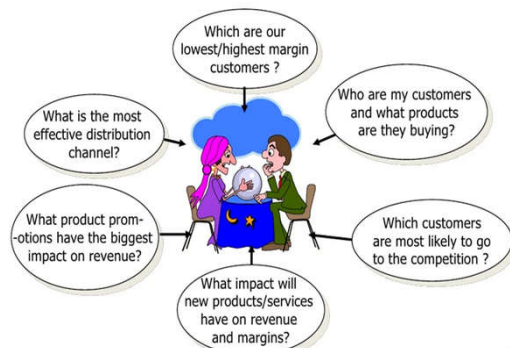 Which are our
lowest/highest margin
customers ?
Who are my customers
and what products
are they buying?
What is the most
effective distribution
channel?
What product prom-
-otions have the biggest
impact on revenue?
Which customers
are most likely to go
to the competition ?
What impact will
new products/services
have on revenue
and margins?